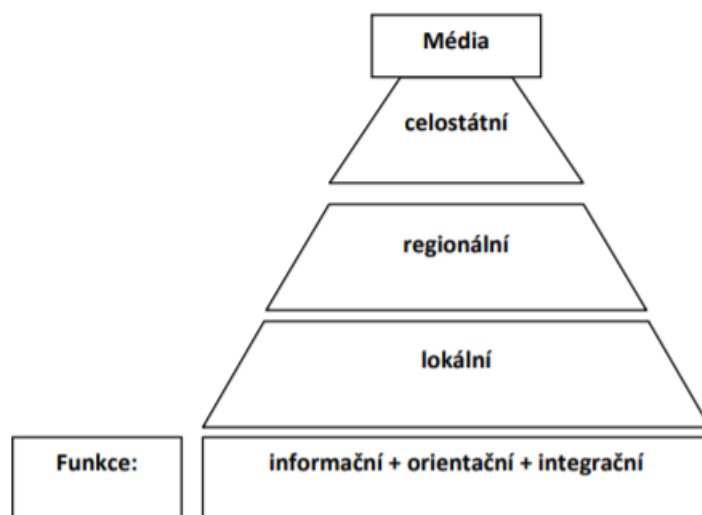 Média
celostátní
regionální
lokální
Funkce:
informační + orientační + integrační